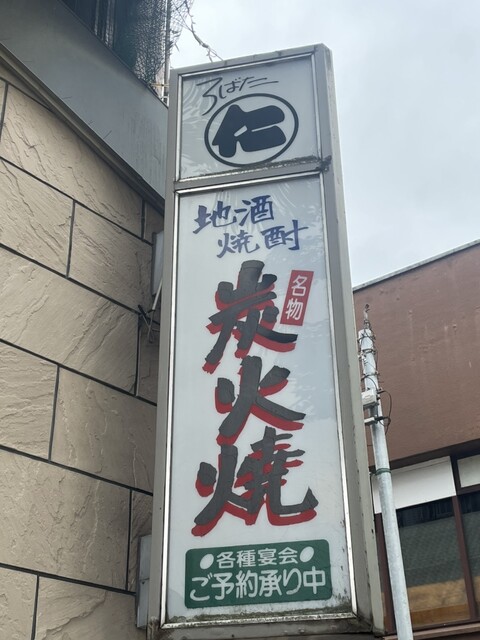 ろばた
仁
地酒
焼酎
名物
炭火焼
●各種宴会●
ご予約承り中